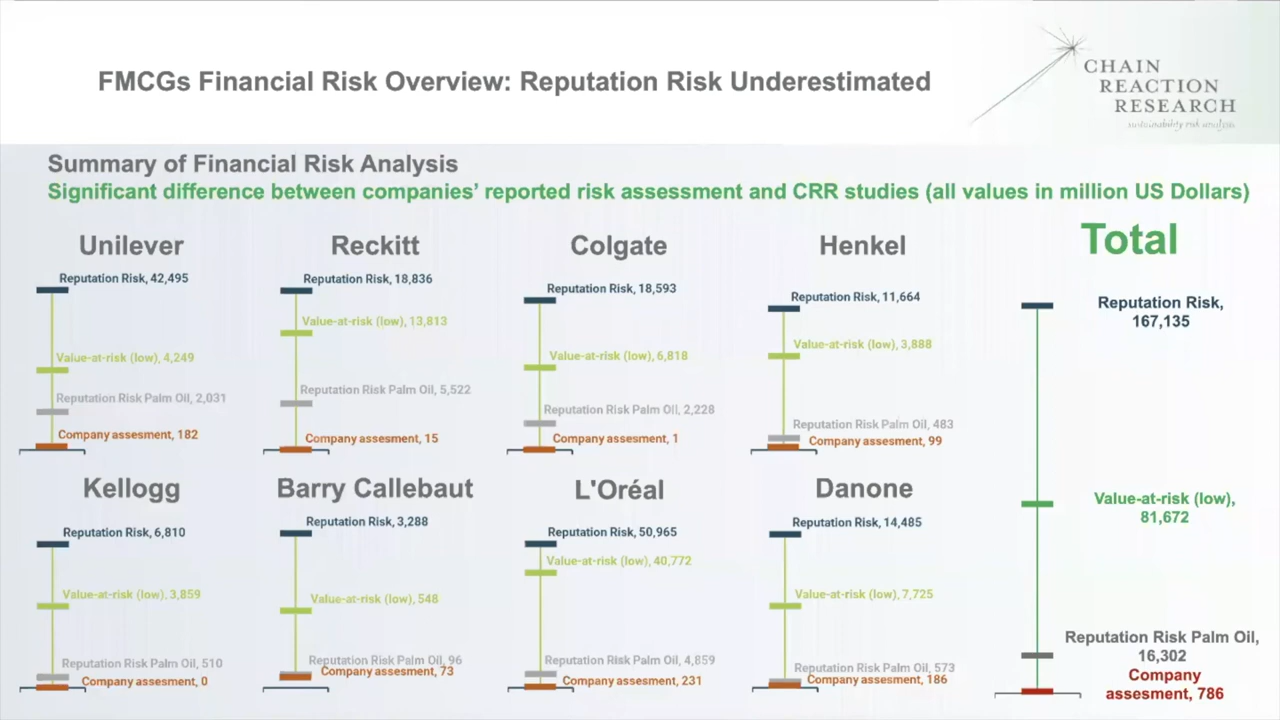 FMCGs Financial Risk Overview: Reputation Risk Underestimated
CHAIN
REACTION
RESEARCH
sustainability risk analysis
Summary of Financial Risk Analysis
Significant difference between companies’ reported risk assessment and CRR studies (all values in million US Dollars)
Unilever
Reputation Risk, 42,495
Value-at-risk (low), 4,249
Reputation Risk Palm Oil, 2,031
Company assesment, 182
Reckitt
Reputation Risk, 18,836
Value-at-risk (low), 13,813
Reputation Risk Palm Oil, 5,522
Company assesment, 15
Colgate
Reputation Risk, 18,593
Value-at-risk (low), 6,818
Reputation Risk Palm Oil, 2,228
Company assesment, 1
Henkel
Reputation Risk, 11,664
Value-at-risk (low), 3,888
Reputation Risk Palm Oil, 483
Company assesment, 99
Kellogg
Reputation Risk, 6,810
Value-at-risk (low), 3,859
Reputation Risk Palm Oil, 510
Company assesment, 0
Barry Callebaut
Reputation Risk, 3,288
Value-at-risk (low), 548
Reputation Risk Palm Oil, 96
Company assesment, 73
L'Oréal
Reputation Risk, 50,965
Value-at-risk (low), 40,772
Reputation Risk Palm Oil, 4,859
Company assesment, 231
Danone
Reputation Risk, 14,485
Value-at-risk (low), 7,725
Reputation Risk Palm Oil, 573
Company assesment, 186
Total
Reputation Risk,
167,135
Value-at-risk (low),
81,672
Reputation Risk Palm Oil,
16,302
Company
assesment, 786